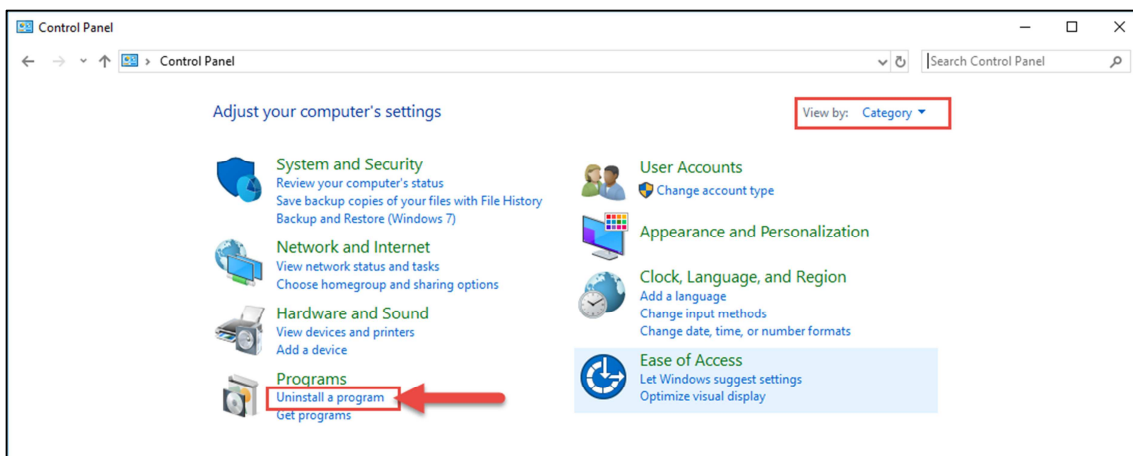 Control Panel
Control Panel
Search Control Panel
Adjust your computer's settings
View by: Category
System and Security
Review your computer's status
Save backup copies of your files with File History
Backup and Restore (Windows 7)
Network and Internet
View network status and tasks
Choose homegroup and sharing options
Hardware and Sound
View devices and printers
Add a device
Programs
Uninstall a program
Get programs
User Accounts
Change account type
Appearance and Personalization
Clock, Language, and Region
Add a language
Change input methods
Change date, time, or number formats
Ease of Access
Let Windows suggest settings
Optimize visual display